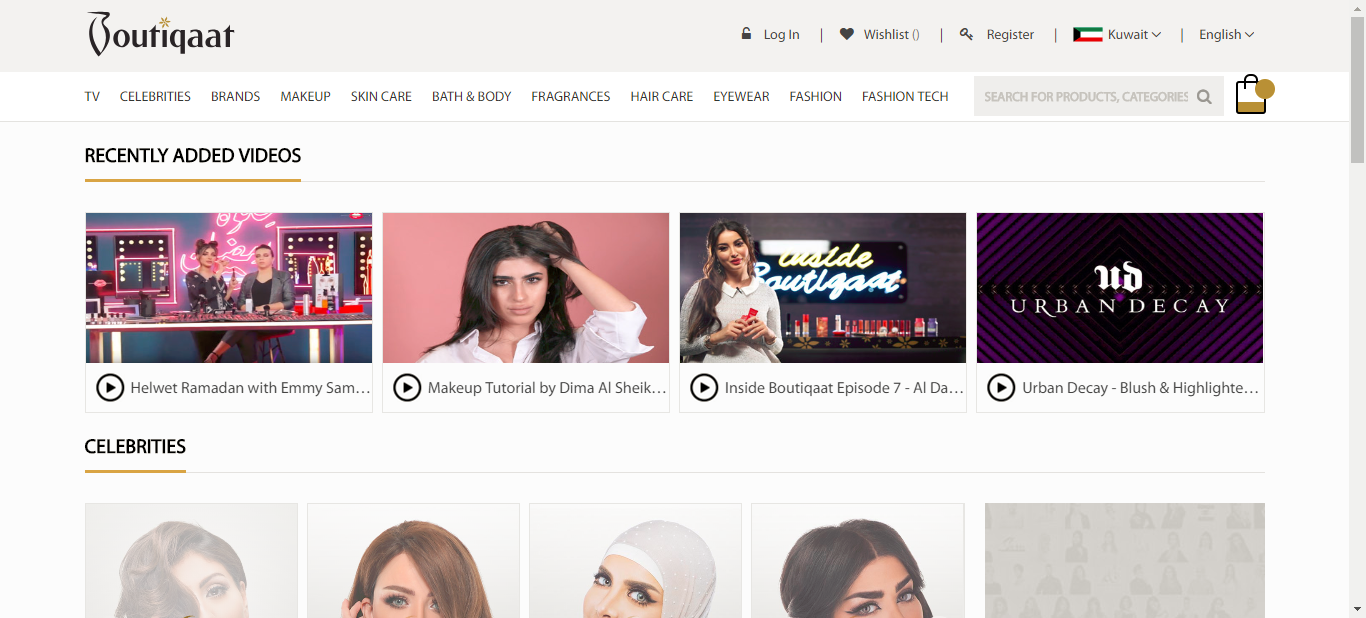 Boutiqaat
Log In | Wishlist () | Register | Kuwait | English
TV CELEBRITIES BRANDS MAKEUP SKIN CARE BATH & BODY FRAGRANCES HAIR CARE EYEWEAR FASHION FASHION TECH SEARCH FOR PRODUCTS, CATEGORIES
RECENTLY ADDED VIDEOS
inside
Boutiqaat
ud
URBAN DECAY
Helwet Ramadan with Emmy Sam... Makeup Tutorial by Dima Al Sheik... Inside Boutiqaat Episode 7 - Al Da... Urban Decay - Blush & Highlighte...
CELEBRITIES